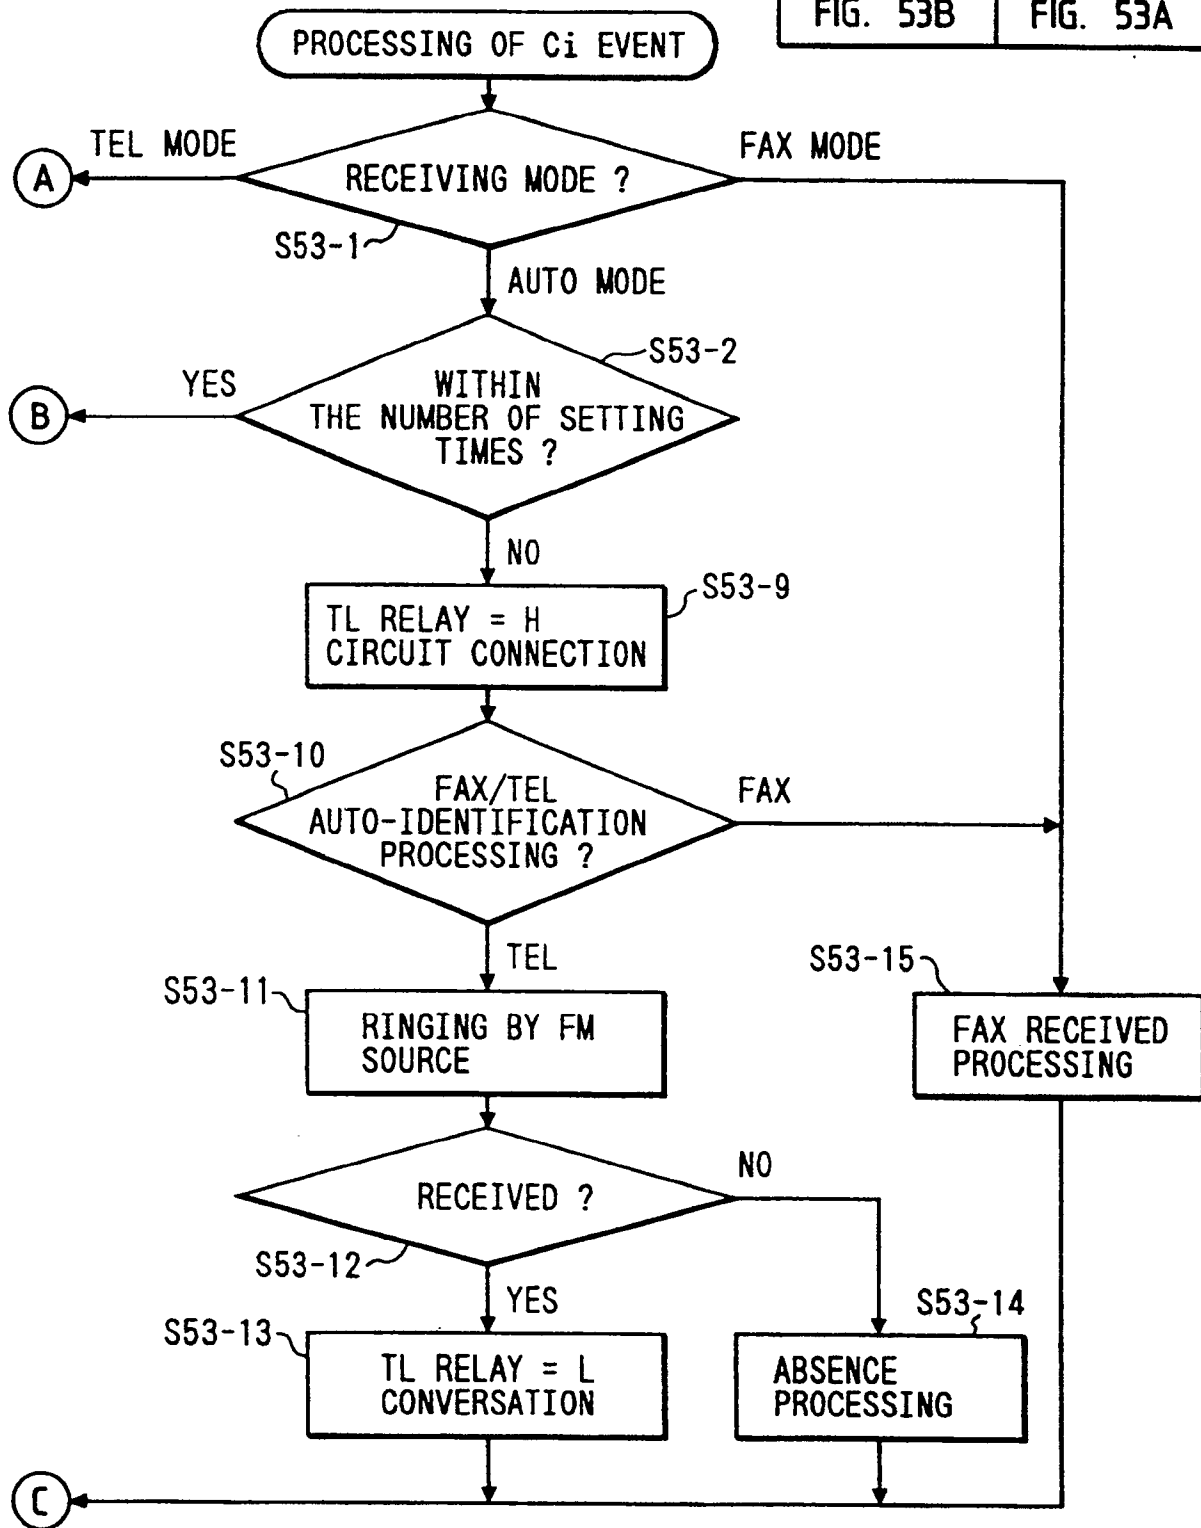 FIG. 53B
FIG. 53A
PROCESSING OF Ci EVENT
TEL MODE
FAX MODE
A
RECEIVING MODE ?
S53-1
AUTO MODE
S53-2
YES
WITHIN
THE NUMBER OF SETTING
TIMES ?
B
NO
S53-9
TL RELAY = H
CIRCUIT CONNECTION
S53-10
FAX/TEL
AUTO-IDENTIFICATION
PROCESSING ?
FAX
TEL
S53-15
S53-11
RINGING BY FM
SOURCE
FAX RECEIVED
PROCESSING
NO
RECEIVED ?
S53-12
YES
S53-14
S53-13
TL RELAY = L
CONVERSATION
ABSENCE
PROCESSING
C